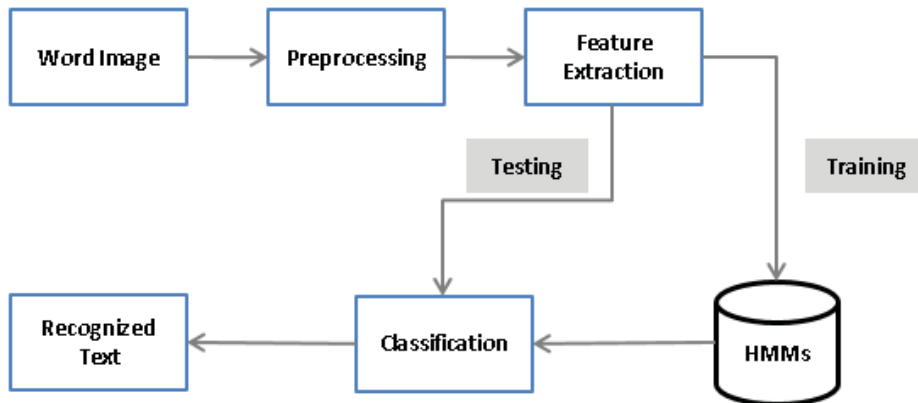 Word Image
Preprocessing
Feature
Extraction
Testing
Training
Recognized
Text
Classification
HMMs